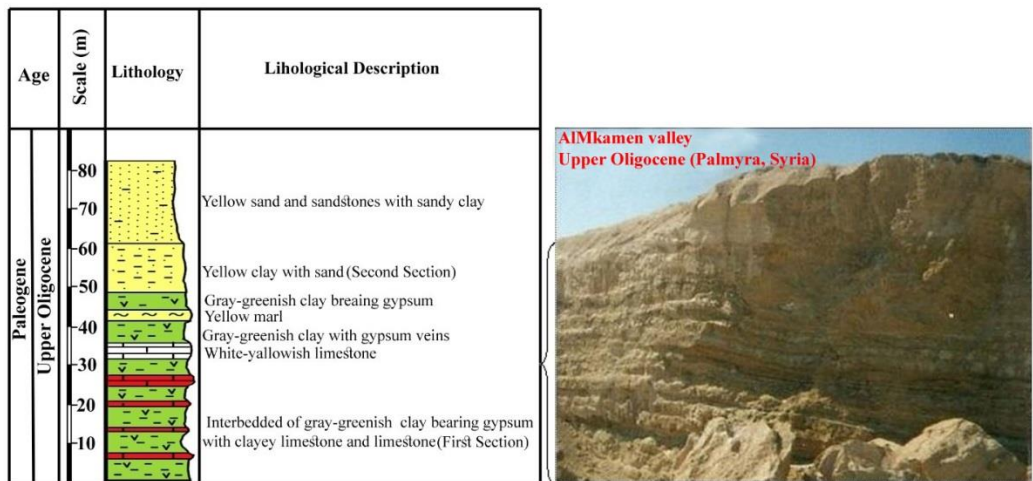 Age
Scale (m)
Lithology
Lihological Description
Paleogene
Upper Oligocene
80
70
60
50
40
30
20
10
Yellow sand and sandstones with sandy clay
Yellow clay with sand (Second Section)
Gray-greenish clay breaing gypsum
Yellow marl
Gray-greenish clay with gypsum veins
White-yallowish limestone
Interbedded of gray-greenish clay bearing gypsum
with clayey limestone and limestone(First Section)
AlMkamen valley
Upper Oligocene (Palmyra, Syria)